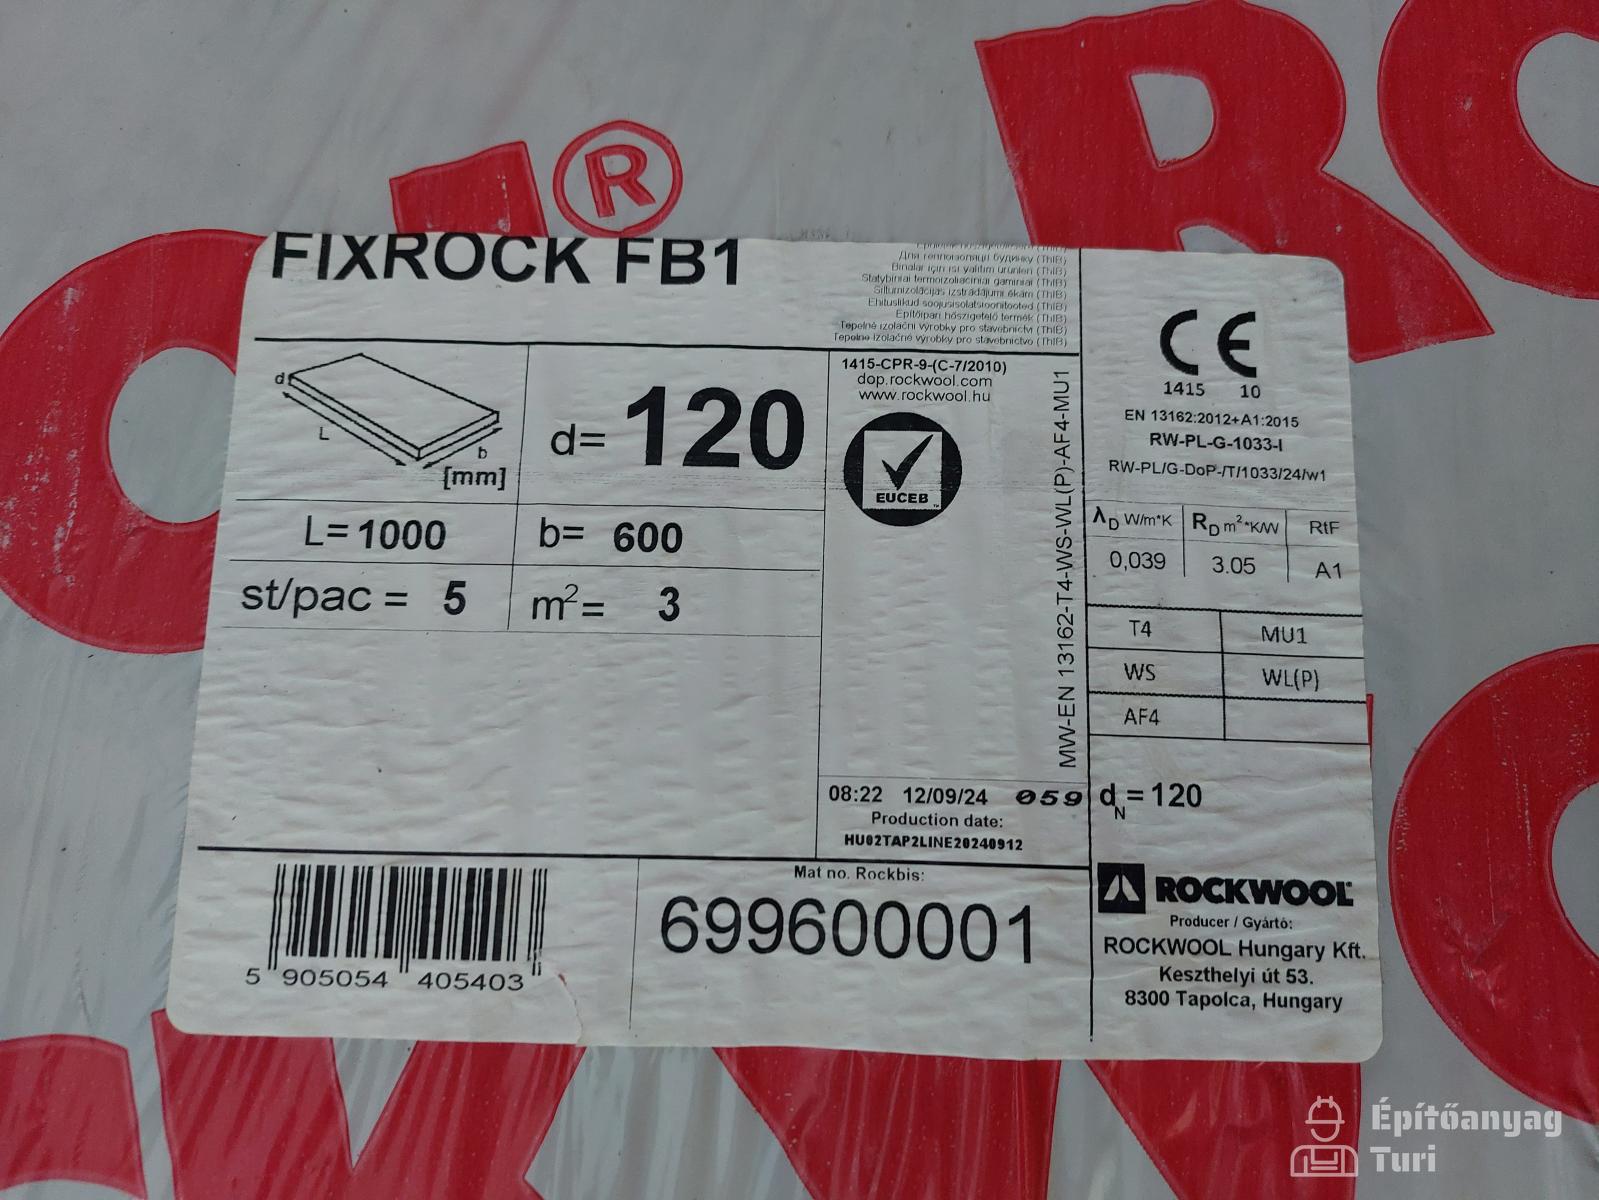 ®
FIXROCK FB1
Для теплоізоляції будинку (ThIB)
Binalar için ısı yalıtım ürünleri (ThIB)
Statybiniai termoizoliaciniai gaminiai (ThIB)
Siltumizolācijas izstrādājumi ēkām (ThIB)
Ehituslikud soojusisolatsioonitooted (ThIB)
Építőipari hőszigetelő termék (ThIB)
Tepelně izolační výrobky pro stavebnictví (ThIB)
Tepelno izolačné výrobky pro stavebníctvo (ThIB)
d
L
b
[mm]
d= 120
L= 1000
b= 600
st/pac = 5
m²= 3
1415-CPR-9-(C-7/2010)
dop.rockwool.com
www.rockwool.hu
EUCEB
™
MW-EN 13162-T4-WS-WL(P)-AF4-MU1
CE
1415 10
EN 13162:2012+A1:2015
RW-PL-G-1033-I
RW-PL/G-DoP-/T/1033/24/w1
λD W/m*K RD m²*K/W RtF
0,039 3.05 A1
T4 MU1
WS WL(P)
AF4
08:22 12/09/24 059
Production date:
HU02TAP2LINE20240912
dN= 120
5 905054 405403
Mat no. Rockbis:
699600001
ROCKWOOL
Producer / Gyártó:
ROCKWOOL Hungary Kft.
Keszthelyi út 53.
8300 Tapolca, Hungary
Építőanyag
Turi